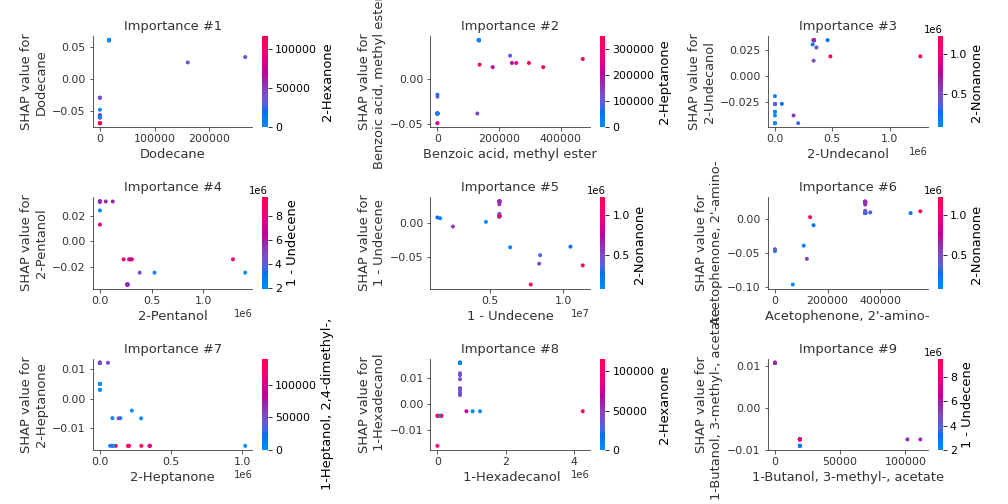 Importance #1
SHAP value for
Dodecane
0.05
0.00
−0.05
0
100000
200000
Dodecane
100000
50000
0
2-Hexanone
Importance #2
SHAP value for
Benzoic acid, methyl ester
0.00
−0.05
0
200000
400000
Benzoic acid, methyl ester
300000
200000
100000
0
2-Heptanone
Importance #3
SHAP value for
2-Undecanol
0.025
0.000
−0.025
0.0
0.5
1.0
1e6
2-Undecanol
1e6
1.0
0.5
2-Nonanone
Importance #4
SHAP value for
2-Pentanol
0.02
0.00
−0.02
0.0
0.5
1.0
1e6
2-Pentanol
1e6
8
6
4
2
1 - Undecene
Importance #5
SHAP value for
1 - Undecene
0.00
−0.05
0.5
1.0
1e7
1 - Undecene
1e6
1.0
0.5
2-Nonanone
Importance #6
SHAP value for
Acetophenone, 2'-amino-
0.00
−0.05
−0.10
0
200000
400000
Acetophenone, 2'-amino-
1e6
1.0
0.5
2-Nonanone
Importance #7
SHAP value for
2-Heptanone
0.01
0.00
−0.01
0.0
0.5
1.0
1e6
2-Heptanone
100000
50000
0
1-Heptanol, 2,4-dimethyl-,
Importance #8
SHAP value for
1-Hexadecanol
0.01
0.00
−0.01
0
2
4
1e6
1-Hexadecanol
100000
50000
0
2-Hexanone
Importance #9
SHAP value for
1-Butanol, 3-methyl-, acetate
0.01
0.00
−0.01
0
50000
100000
1-Butanol, 3-methyl-, acetate
1e6
8
6
4
2
1 - Undecene